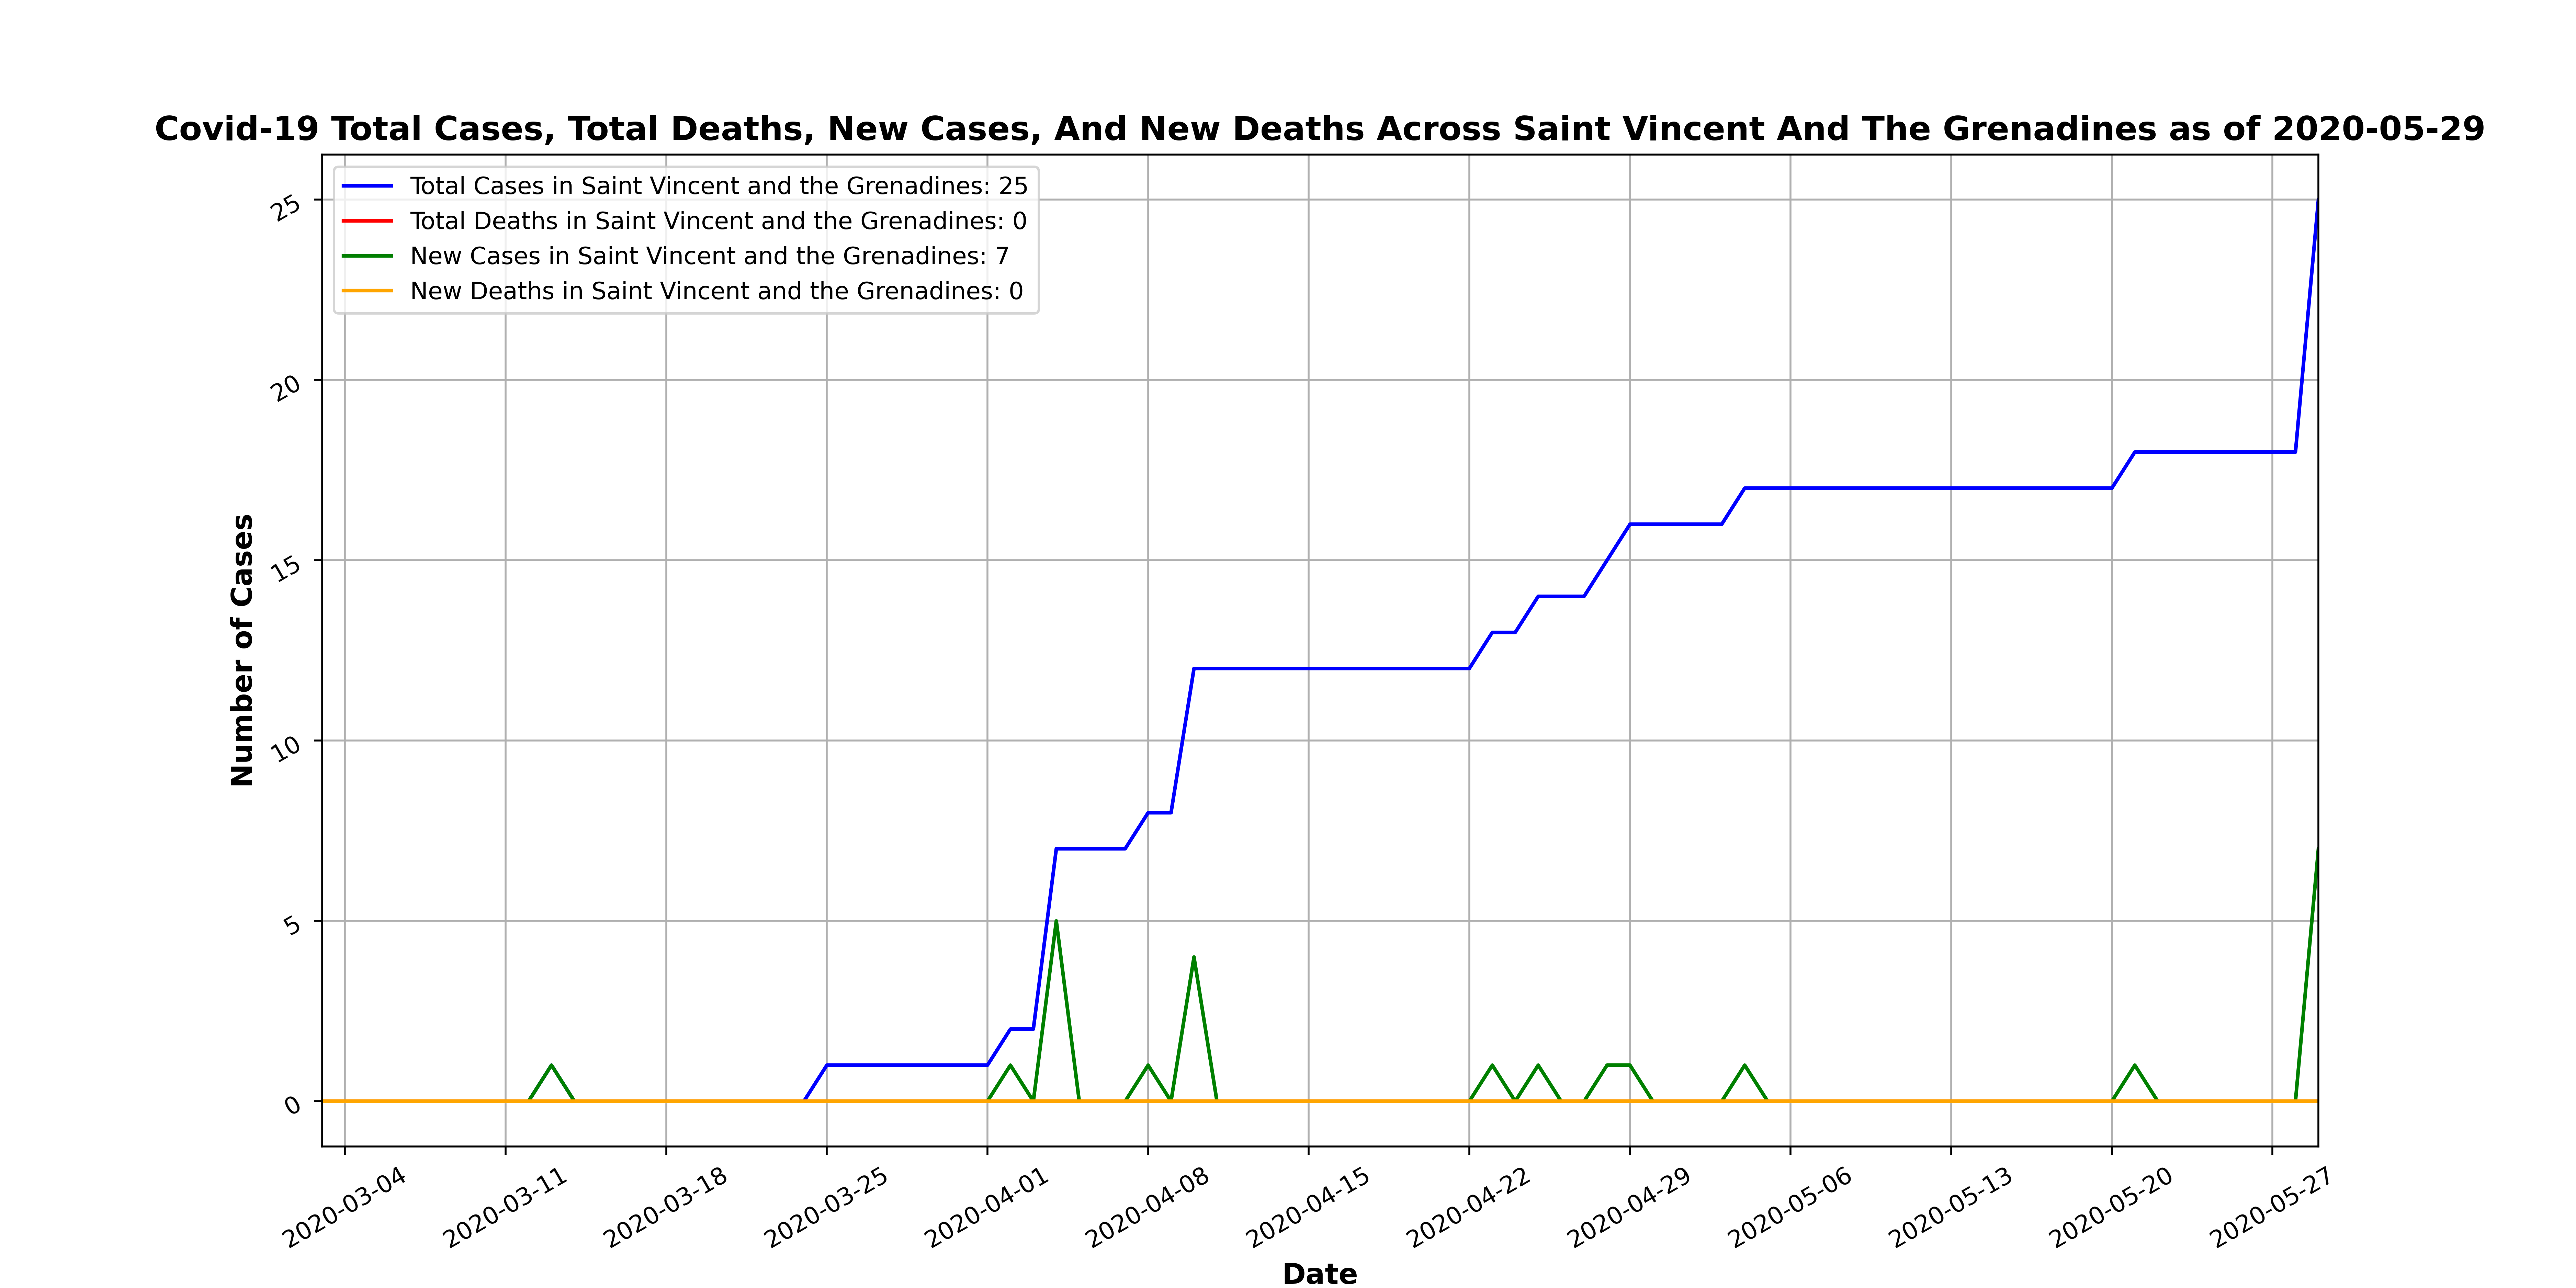 Covid-19 Total Cases, Total Deaths, New Cases, And New Deaths Across Saint Vincent And The Grenadines as of 2020-05-29
Total Cases in Saint Vincent and the Grenadines: 25
Total Deaths in Saint Vincent and the Grenadines: 0
New Cases in Saint Vincent and the Grenadines: 7
New Deaths in Saint Vincent and the Grenadines: 0
Number of Cases
25
20
15
10
5
0
2020-03-04
2020-03-11
2020-03-18
2020-03-25
2020-04-01
2020-04-08
2020-04-15
2020-04-22
2020-04-29
2020-05-06
2020-05-13
2020-05-20
2020-05-27
Date